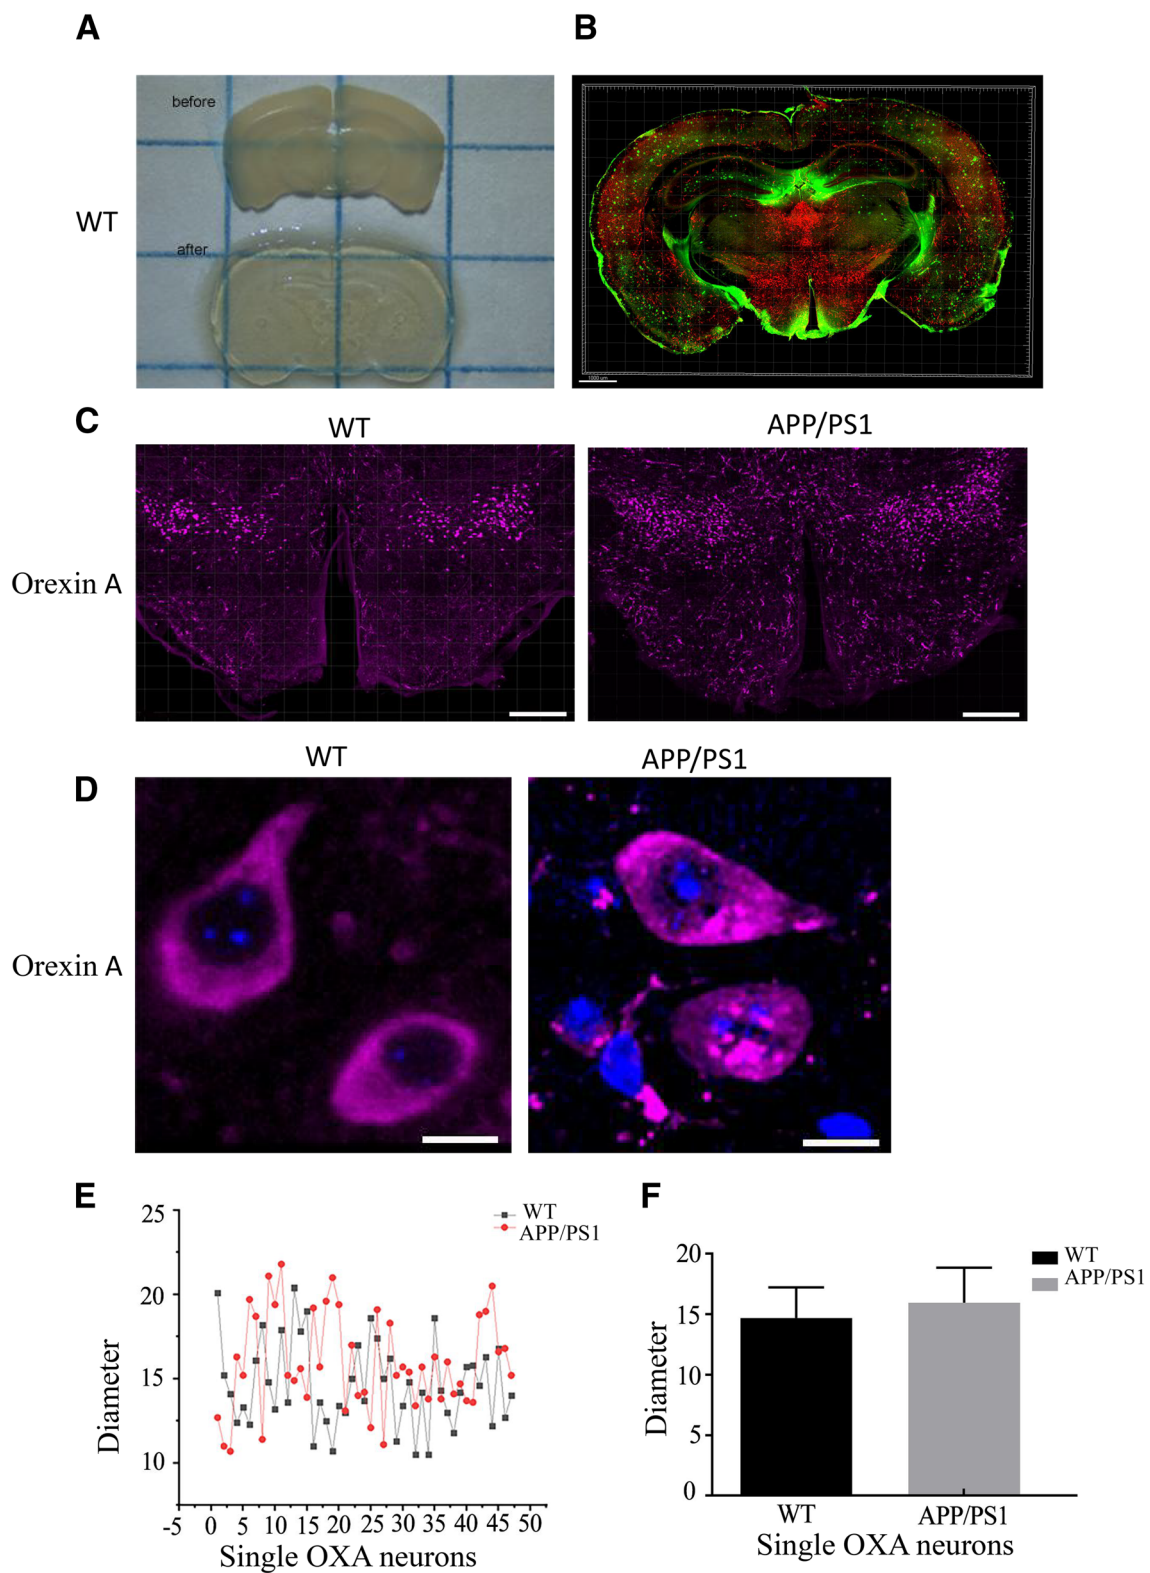 A
B
before
WT
after
1000 um
C
WT
APP/PS1
Orexin A
D
WT
APP/PS1
Orexin A
E
25
20
15
10
Diameter
-5 0 5 10 15 20 25 30 35 40 45 50
Single OXA neurons
WT
APP/PS1
F
20
15
10
5
0
Diameter
WT
APP/PS1
Single OXA neurons
WT
APP/PS1